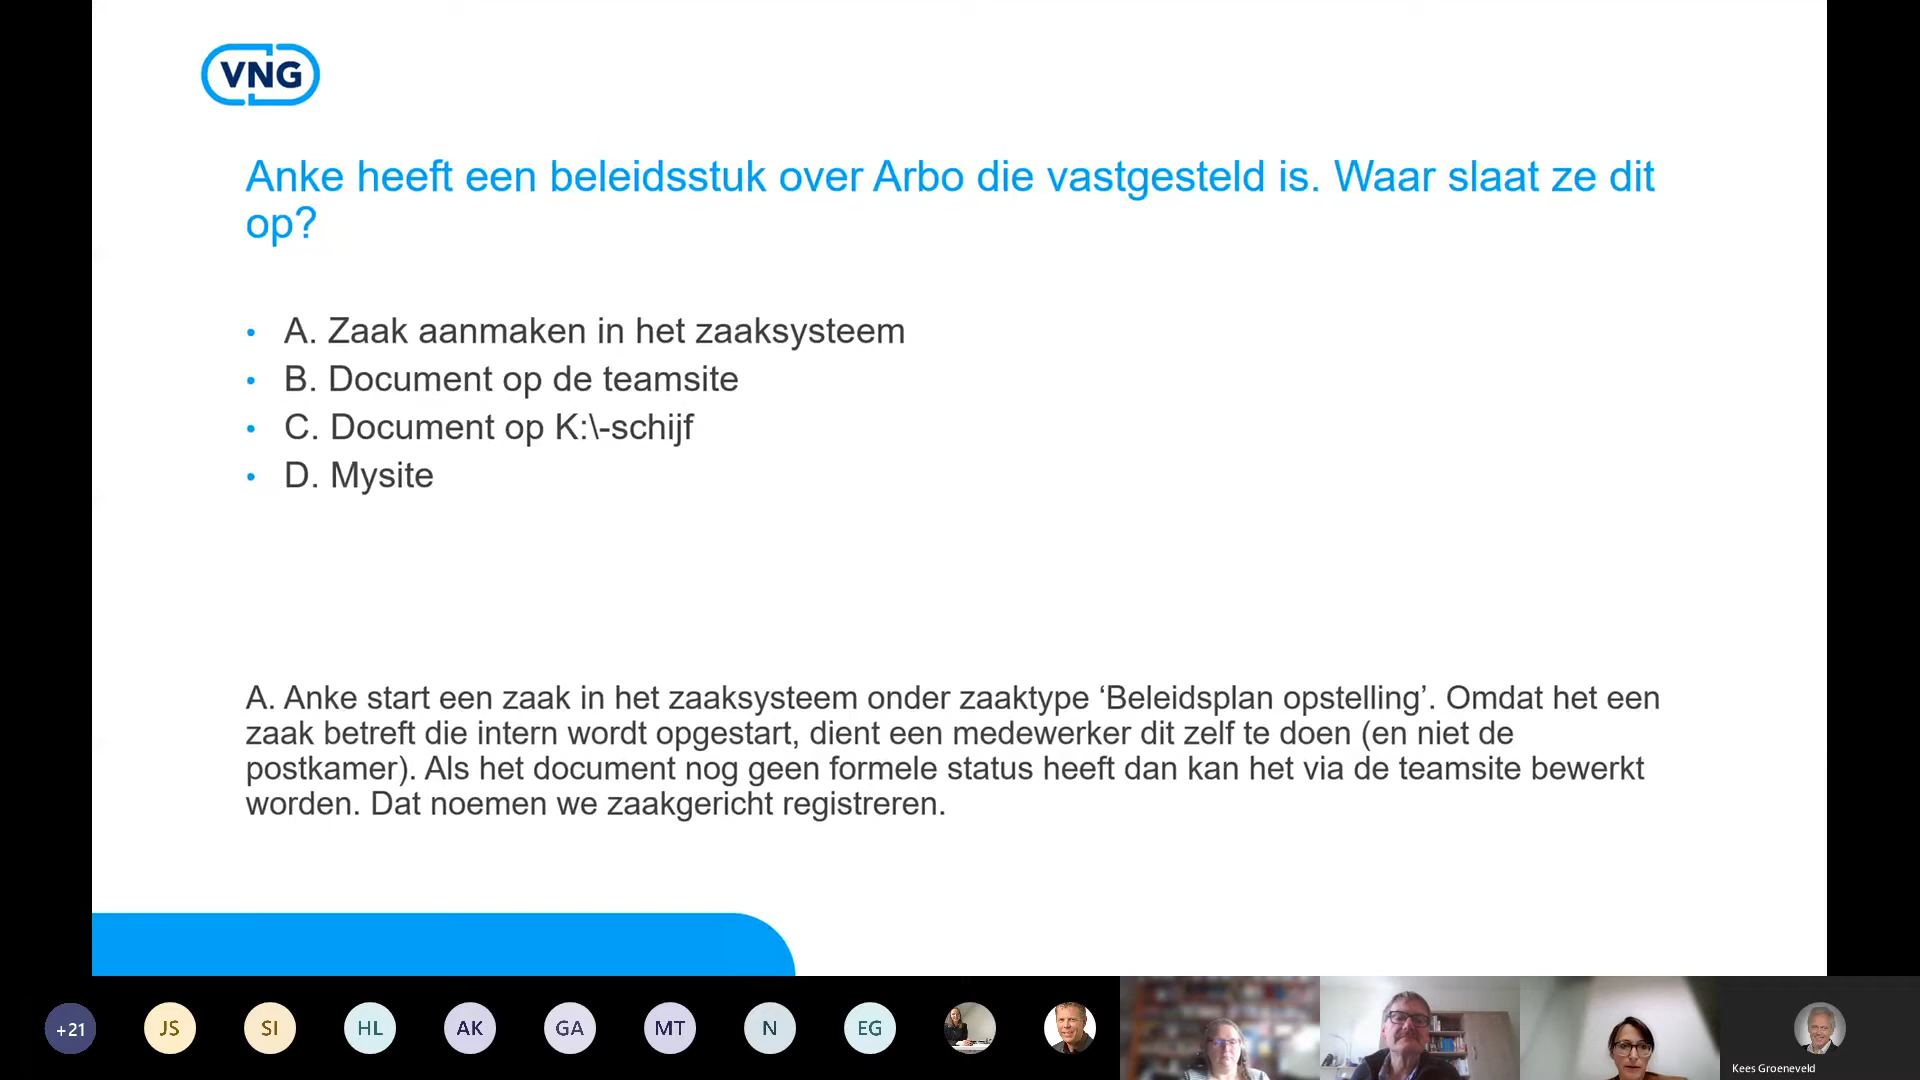 VNG
Anke heeft een beleidsstuk over Arbo die vastgesteld is. Waar slaat ze dit
op?
• A. Zaak aanmaken in het zaaksysteem
• B. Document op de teamsite
• C. Document op K:\-schijf
• D. Mysite
A. Anke start een zaak in het zaaksysteem onder zaaktype ‘Beleidsplan opstelling’. Omdat het een
zaak betreft die intern wordt opgestart, dient een medewerker dit zelf te doen (en niet de
postkamer). Als het document nog geen formele status heeft dan kan het via de teamsite bewerkt
worden. Dat noemen we zaakgericht registreren.
+21 JS SI HL AK GA MT N EG
Kees Groeneveld